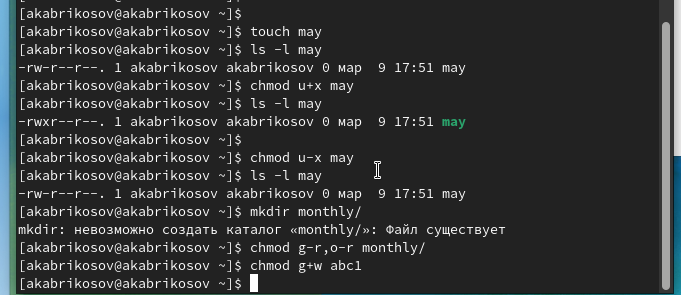 [akabrikosov@akabrikosov ~]$
[akabrikosov@akabrikosov ~]$ touch may
[akabrikosov@akabrikosov ~]$ ls -l may
-rw-r--r--. 1 akabrikosov akabrikosov 0 мар  9 17:51 may
[akabrikosov@akabrikosov ~]$ chmod u+x may
[akabrikosov@akabrikosov ~]$ ls -l may
-rwxr--r--. 1 akabrikosov akabrikosov 0 мар  9 17:51 may
[akabrikosov@akabrikosov ~]$
[akabrikosov@akabrikosov ~]$ chmod u-x may
[akabrikosov@akabrikosov ~]$ ls -l may
-rw-r--r--. 1 akabrikosov akabrikosov 0 мар  9 17:51 may
[akabrikosov@akabrikosov ~]$ mkdir monthly/
mkdir: невозможно создать каталог «monthly/»: Файл существует
[akabrikosov@akabrikosov ~]$ chmod g-r,o-r monthly/
[akabrikosov@akabrikosov ~]$ chmod g+w abc1
[akabrikosov@akabrikosov ~]$